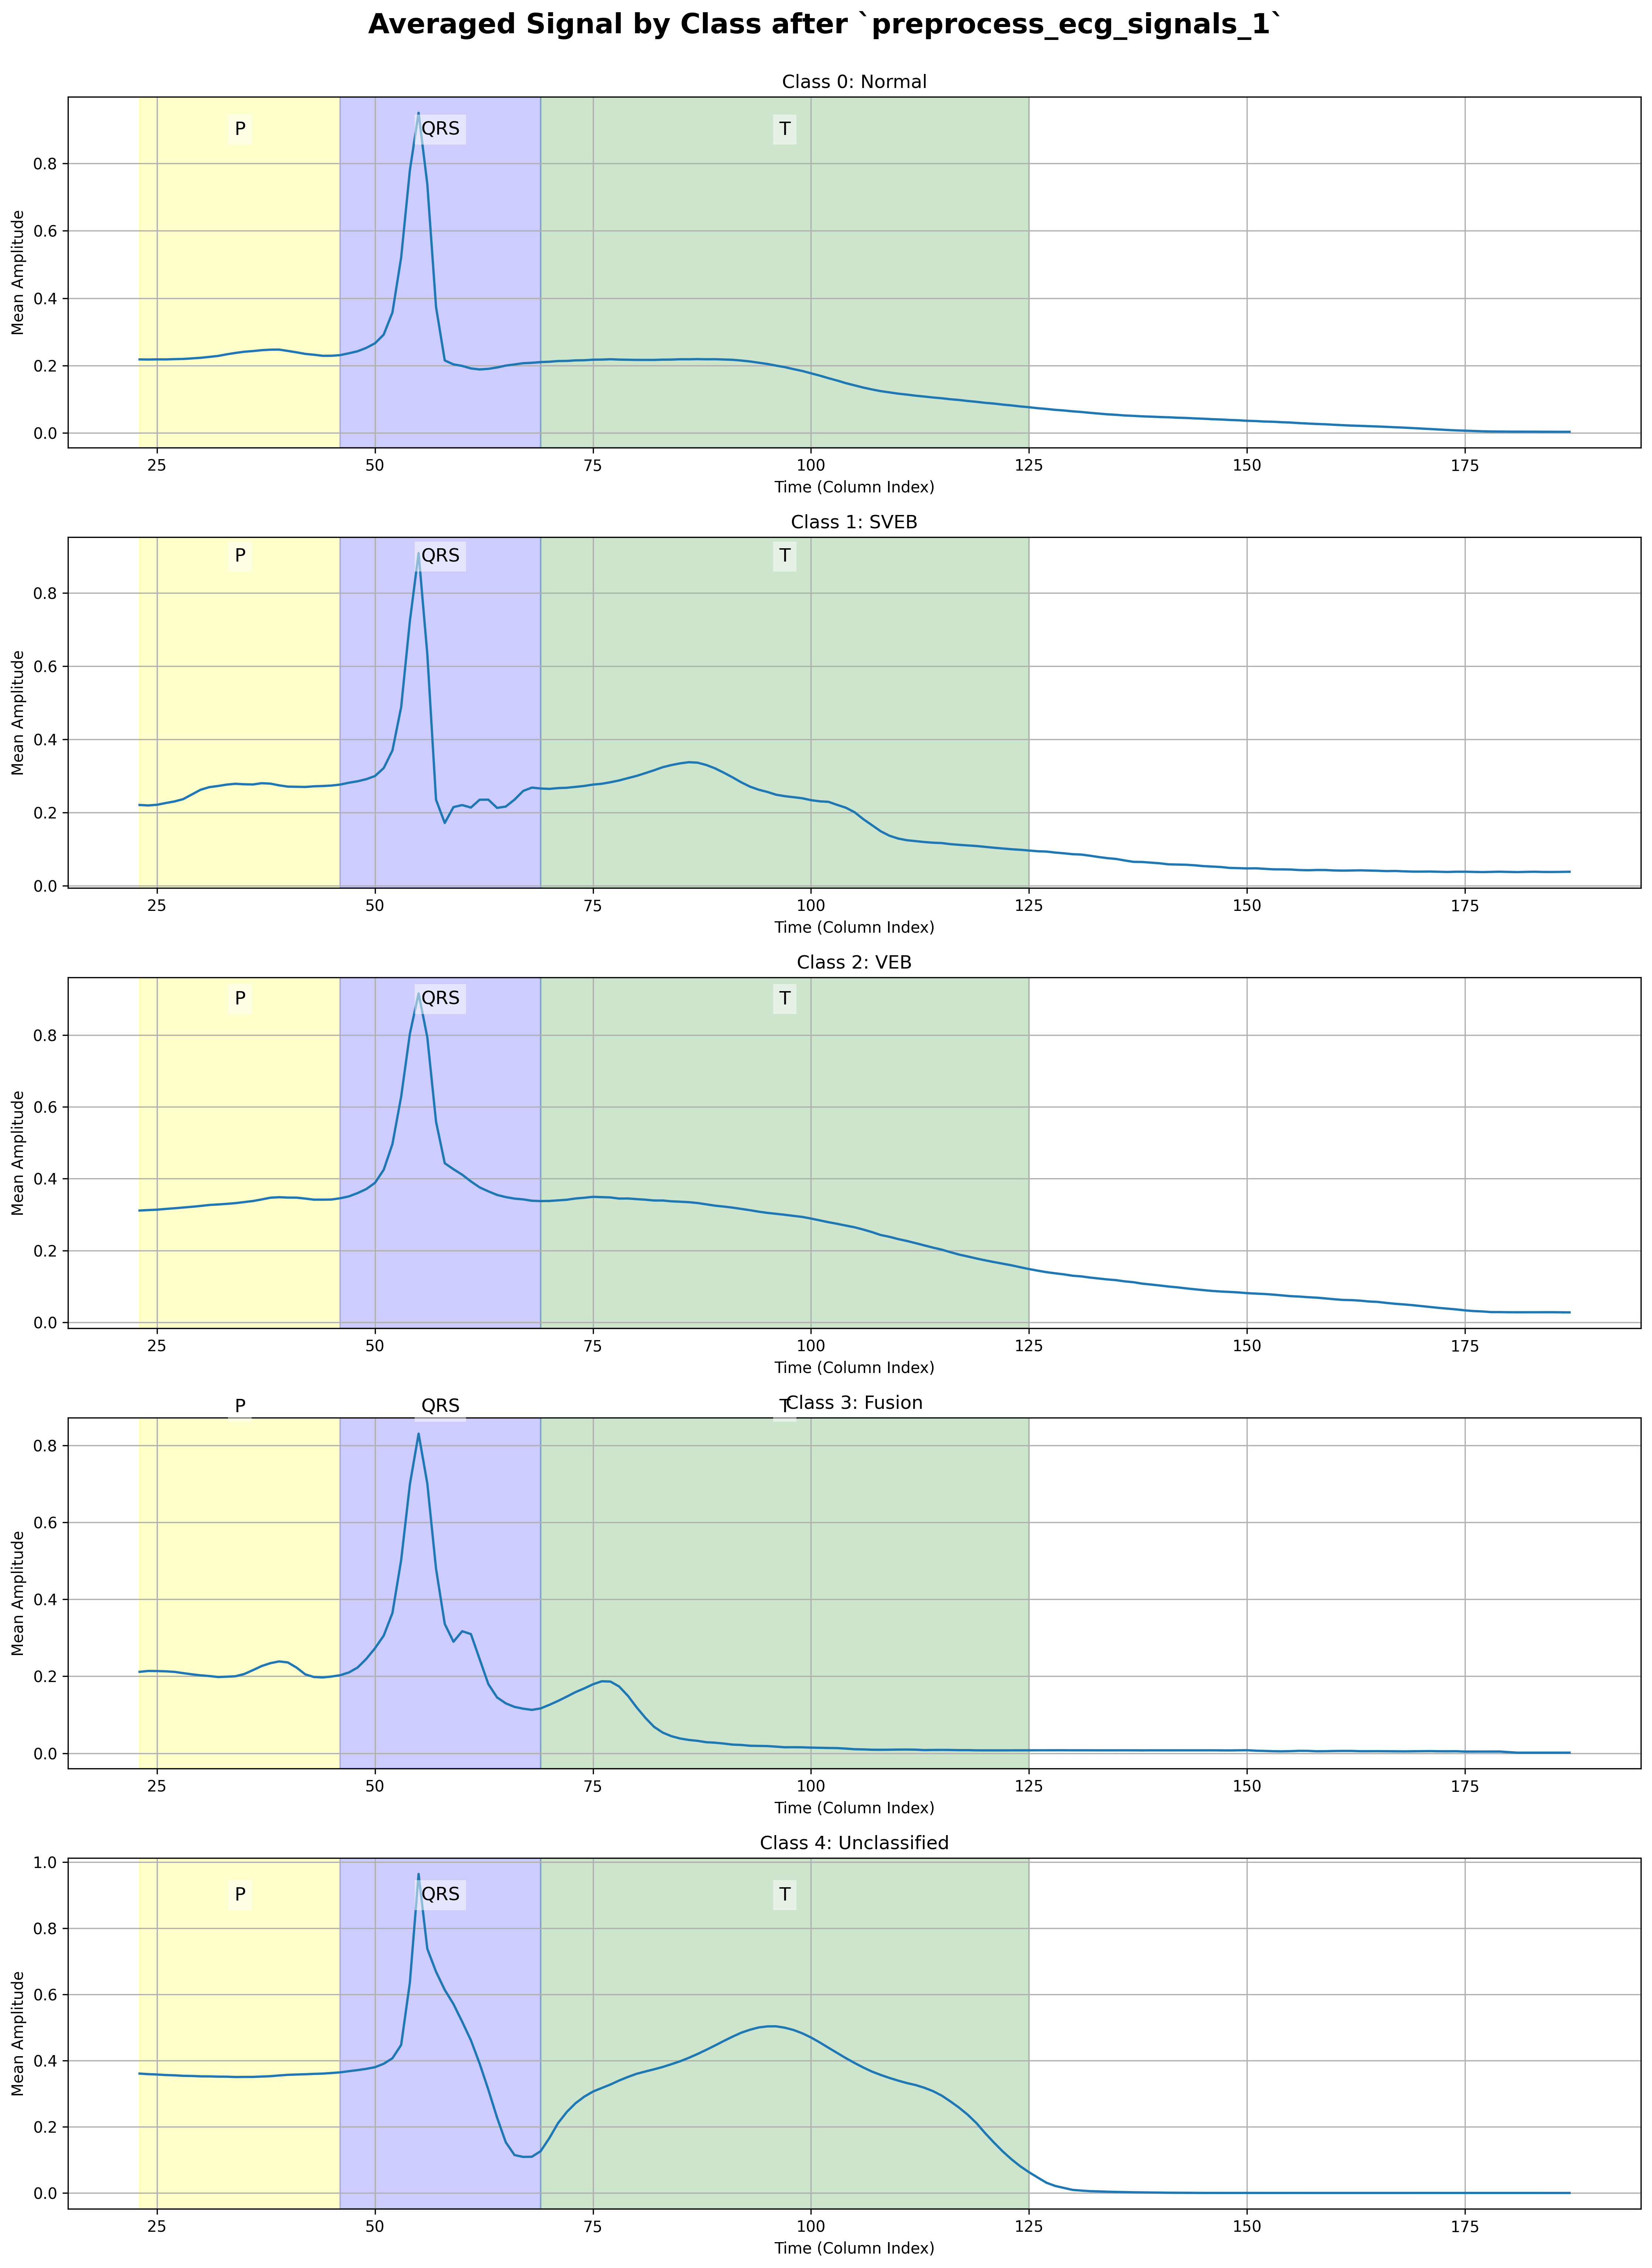 Averaged Signal by Class after `preprocess_ecg_signals_1`
Class 0: Normal
P QRS T
0.8
0.6
0.4
0.2
0.0
Mean Amplitude
25 50 75 100 125 150 175
Time (Column Index)
Class 1: SVEB
P QRS T
0.8
0.6
0.4
0.2
0.0
Mean Amplitude
25 50 75 100 125 150 175
Time (Column Index)
Class 2: VEB
P QRS T
0.8
0.6
0.4
0.2
0.0
Mean Amplitude
25 50 75 100 125 150 175
Time (Column Index)
Class 3: Fusion
P QRS T
0.8
0.6
0.4
0.2
0.0
Mean Amplitude
25 50 75 100 125 150 175
Time (Column Index)
Class 4: Unclassified
1.0
P QRS T
0.8
0.6
0.4
0.2
0.0
Mean Amplitude
25 50 75 100 125 150 175
Time (Column Index)